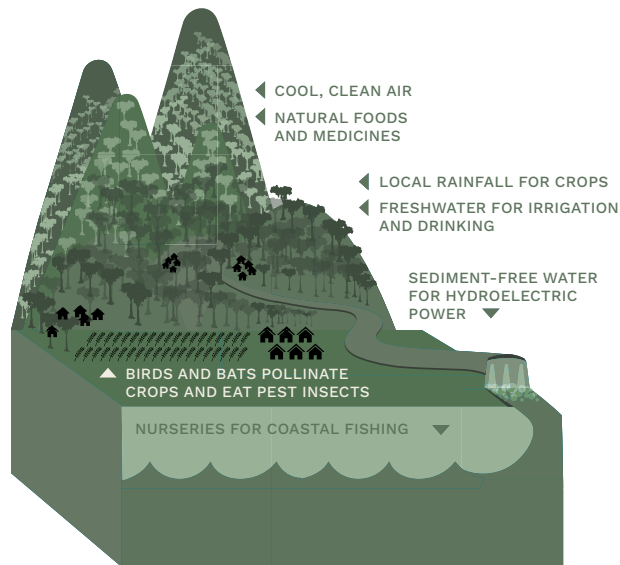 COOL, CLEAN AIR
NATURAL FOODS
AND MEDICINES
LOCAL RAINFALL FOR CROPS
FRESHWATER FOR IRRIGATION
AND DRINKING
SEDIMENT-FREE WATER
FOR HYDROELECTRIC
POWER
BIRDS AND BATS POLLINATE
CROPS AND EAT PEST INSECTS
NURSERIES FOR COASTAL FISHING